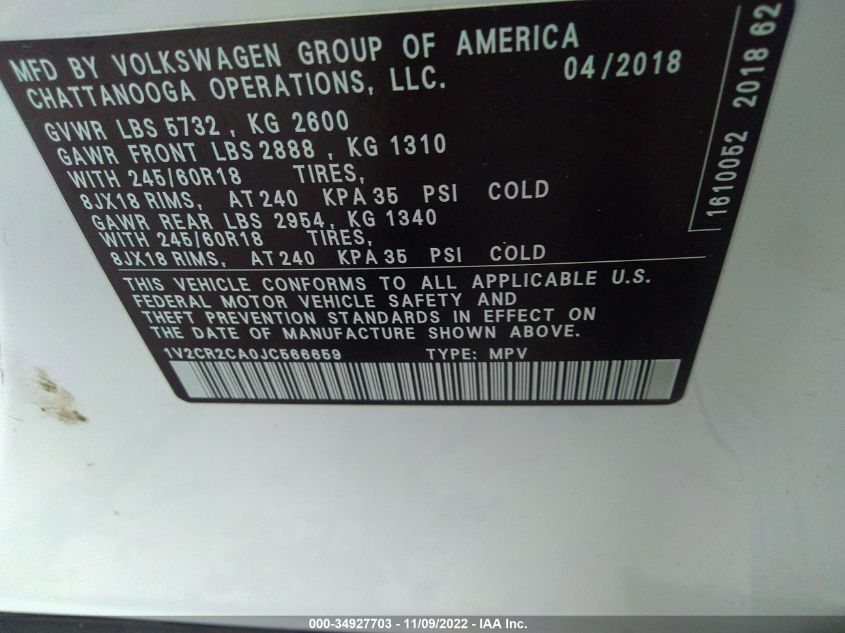 MFD BY VOLKSWAGEN GROUP OF AMERICA
CHATTANOOGA OPERATIONS, LLC. 04/2018
GVWR LBS 5732 , KG 2600
GAWR FRONT LBS 2888 , KG 1310
WITH 245/60R18 TIRES,
8JX18 RIMS, AT 240 KPA 35 PSI COLD
GAWR REAR LBS 2954, KG 1340
WITH 245/60R18 TIRES,
8JX18 RIMS, AT 240 KPA 35 PSI COLD
THIS VEHICLE CONFORMS TO ALL APPLICABLE U.S.
FEDERAL MOTOR VEHICLE SAFETY AND
THEFT PREVENTION STANDARDS IN EFFECT ON
THE DATE OF MANUFACTURE SHOWN ABOVE.
1V2CR2CA0JC566659 TYPE: MPV
1610052 2018 62
000-34927703 - 11/09/2022 - IAA Inc.